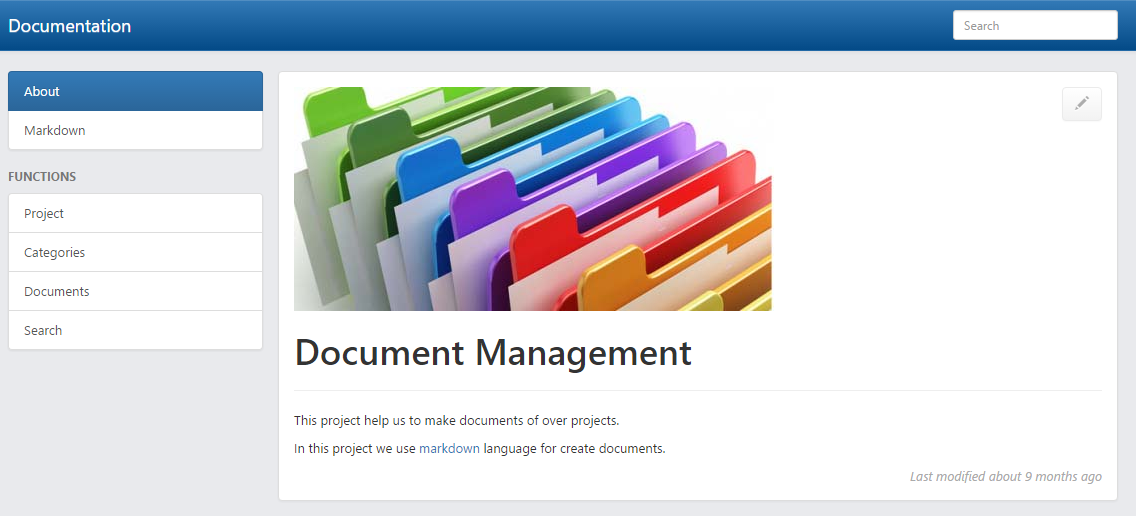 Documentation
Search
About
Markdown
FUNCTIONS
Project
Categories
Documents
Search
Document Management
This project help us to make documents of over projects.
In this project we use markdown language for create documents.
Last modified about 9 months ago